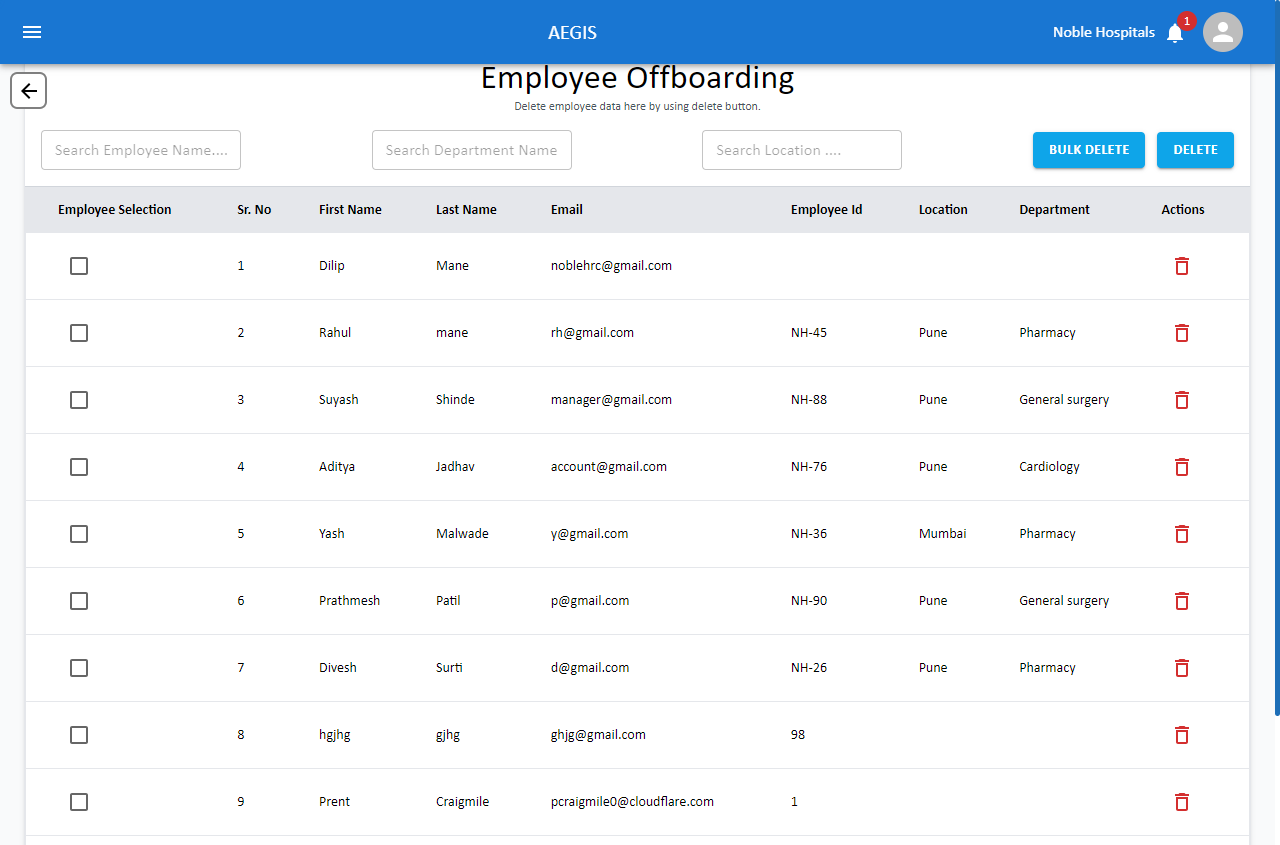 AEGIS
Noble Hospitals
1
Employee Offboarding
Delete employee data here by using delete button.
Search Employee Name.... Search Department Name Search Location .... BULK DELETE DELETE
Employee Selection Sr. No First Name Last Name Email Employee Id Location Department Actions
1 Dilip Mane noblehrc@gmail.com
2 Rahul mane rh@gmail.com NH-45 Pune Pharmacy
3 Suyash Shinde manager@gmail.com NH-88 Pune General surgery
4 Aditya Jadhav account@gmail.com NH-76 Pune Cardiology
5 Yash Malwade y@gmail.com NH-36 Mumbai Pharmacy
6 Prathmesh Patil p@gmail.com NH-90 Pune General surgery
7 Divesh Surti d@gmail.com NH-26 Pune Pharmacy
8 hgjhg gjhg ghjg@gmail.com 98
9 Prent Craigmile pcraigmile0@cloudflare.com 1